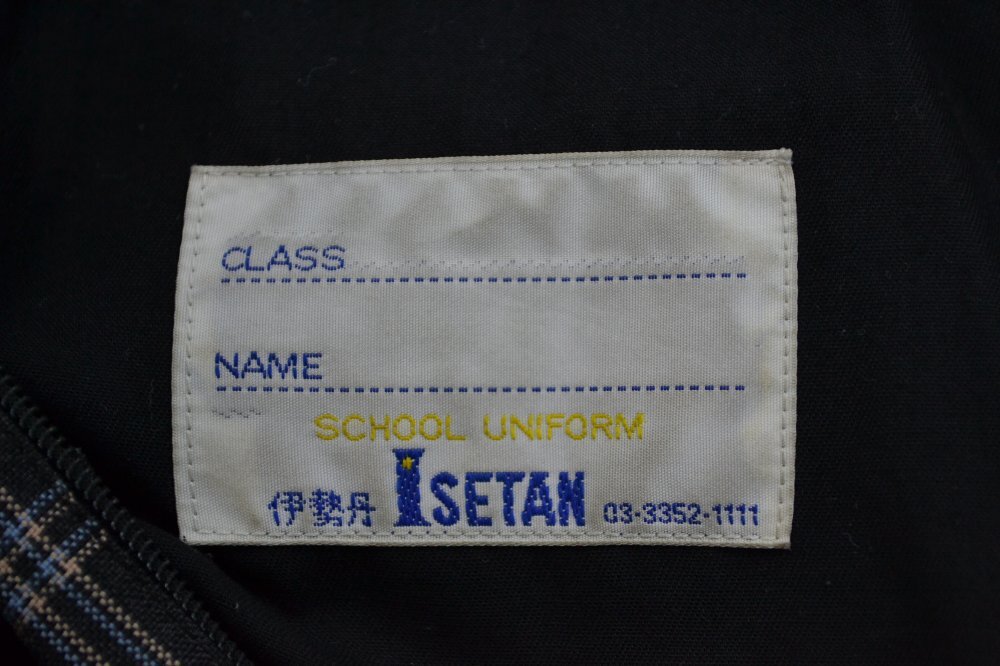 CLASS
NAME
SCHOOL UNIFORM
伊勢丹 ISETAN 03-3352-1111